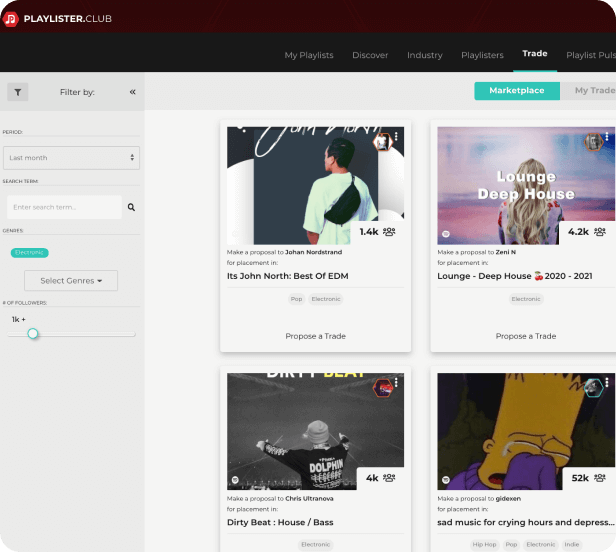 PLAYLISTER.CLUB
My Playlists Discover Industry Playlisters Trade Playlist Puls
Filter by: «
Marketplace My Trade
PERIOD:
Last month
SEARCH TERM:
Enter search term..
GENRES:
Electronic
Select Genres
# OF FOLLOWERS:
1k +
John North
1.4k
Make a proposal to Johan Nordstrand
for placement in:
Its John North: Best Of EDM
Pop Electronic
Propose a Trade
Lounge
Deep House
4.2k
Make a proposal to Zeni N
for placement in:
Lounge - Deep House 🍒2020 - 2021
Electronic
Propose a Trade
DIRTY BEAT
DOLPHIN
4k
Make a proposal to Chris Ultranova
for placement in:
Dirty Beat : House / Bass
Electronic
52k
Make a proposal to gidexen
for placement in:
sad music for crying hours and depress...
Hip Hop Pop Electronic Indie